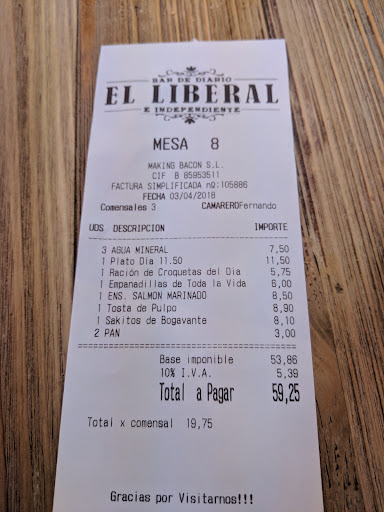 BAR DE DIARIO
EL LIBERAL
E INDEPENDIENTE
MESA 8
MAKING BACON S.L.
CIF B 85853511
FACTURA SIMPLIFICADA nº:105886
FECHA 03/04/2018
Comensales 3 CAMAREROFernando
UDS DESCRIPCION IMPORTE
3 AGUA MINERAL 7,50
1 Plato Dia 11.50 11,50
1 Ración de Croquetas del Dia 5,75
1 Empanadillas de Toda la Vida 6,00
1 ENS. SALMON MARINADO 8,50
1 Tosta de Pulpo 8,90
1 Sakitos de Bogavante 8,10
2 PAN 3,00
Base imponible 53,86
10% I.V.A. 5,39
Total a Pagar 59,25
Total x comensal 19,75
Gracias por Visitarnos!!!